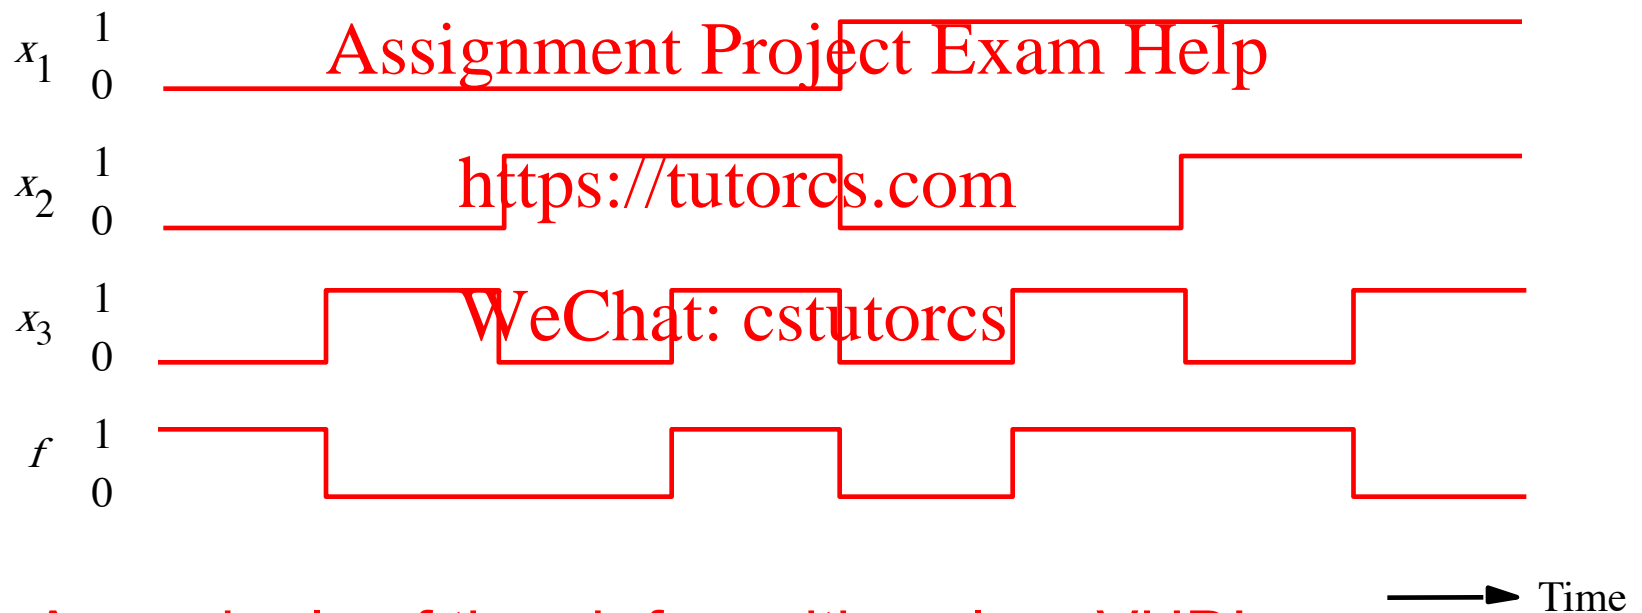 x1 1 0 Assignment Project Exam Help
x2 1 0 https://tutorcs.com
x3 1 0 WeChat: cstutorcs
f 1 0
Time